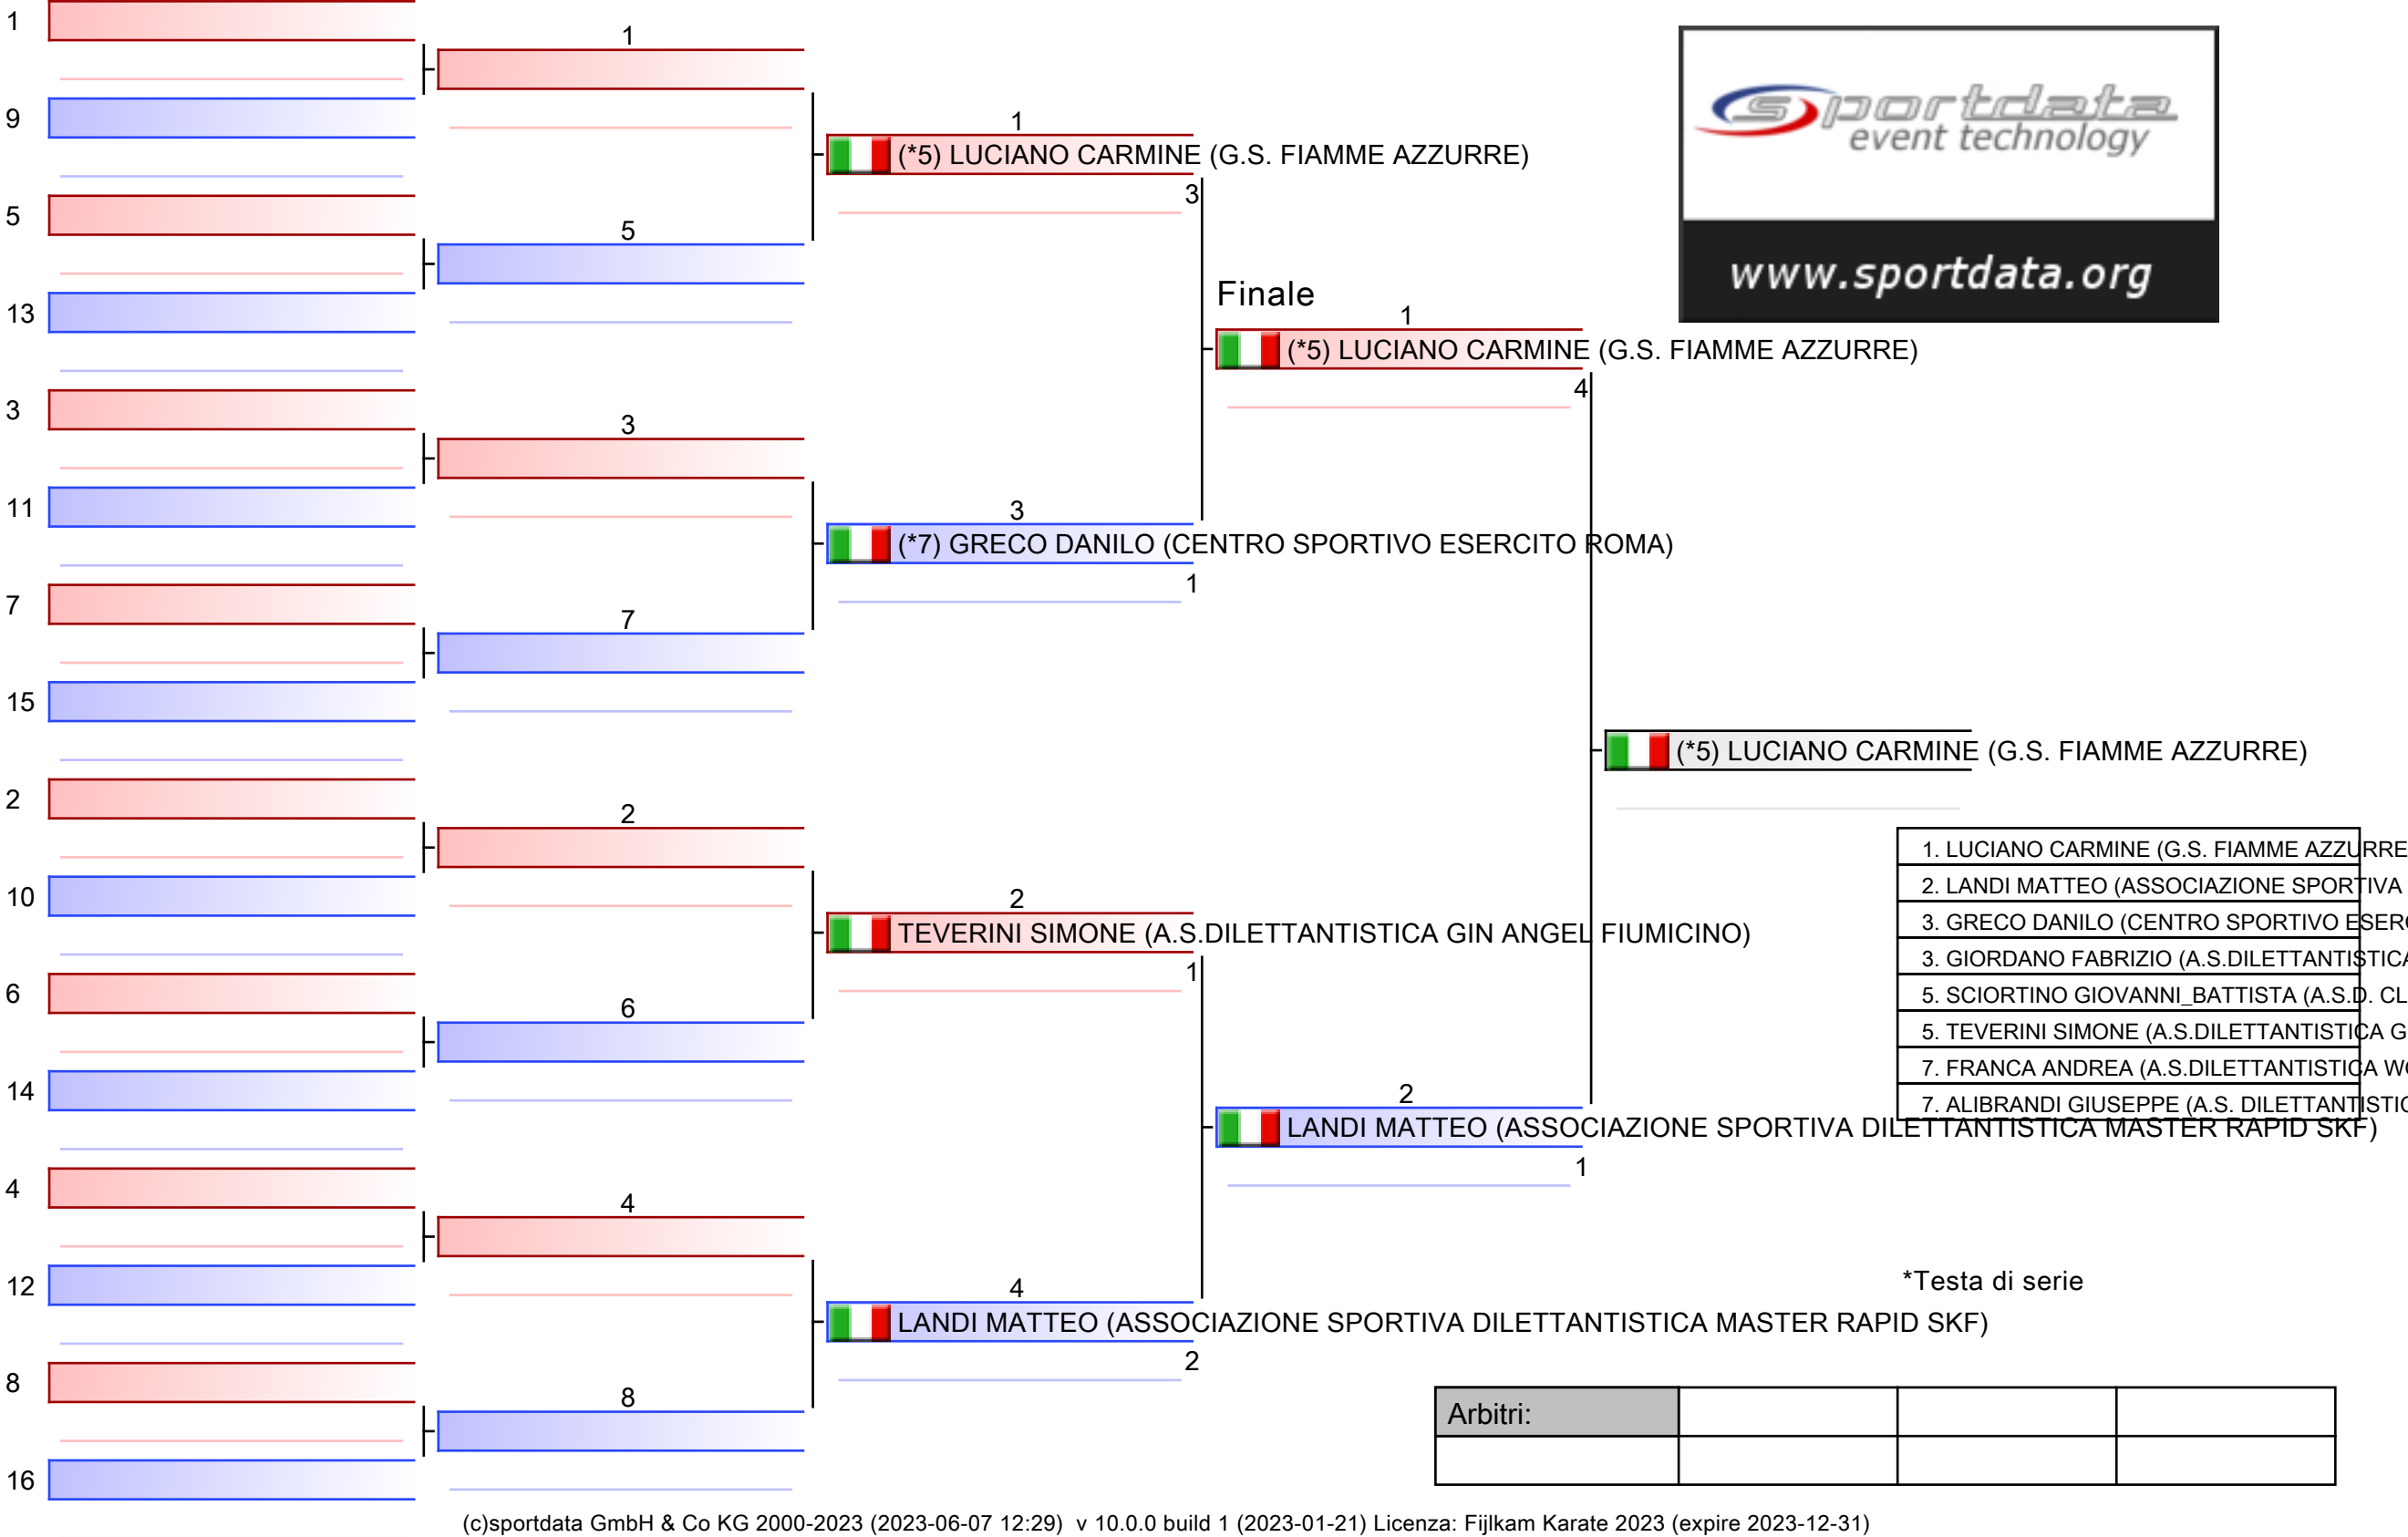 1
9
5
13
3
11
7
15
2
10
6
14
4
12
8
16
1
5
3
7
2
6
4
8
1
(*5) LUCIANO CARMINE (G.S. FIAMME AZZURRE)
3
3
(*7) GRECO DANILO (CENTRO SPORTIVO ESERCITO ROMA)
1
2
TEVERINI SIMONE (A.S.DILETTANTISTICA GIN ANGEL FIUMICINO)
1
4
LANDI MATTEO (ASSOCIAZIONE SPORTIVA DILETTANTISTICA MASTER RAPID SKF)
2
Finale
1
(*5) LUCIANO CARMINE (G.S. FIAMME AZZURRE)
4
2
LANDI MATTEO (ASSOCIAZIONE SPORTIVA DILETTANTISTICA MASTER RAPID SKF)
1
(*5) LUCIANO CARMINE (G.S. FIAMME AZZURRE)
sportdata
event technology
www.sportdata.org
1. LUCIANO CARMINE (G.S. FIAMME AZZURRE
2. LANDI MATTEO (ASSOCIAZIONE SPORTIVA
3. GRECO DANILO (CENTRO SPORTIVO ESER
3. GIORDANO FABRIZIO (A.S.DILETTANTISTICA
5. SCIORTINO GIOVANNI_BATTISTA (A.S.D. CL
5. TEVERINI SIMONE (A.S.DILETTANTISTICA G
7. FRANCA ANDREA (A.S.DILETTANTISTICA W
7. ALIBRANDI GIUSEPPE (A.S. DILETTANTISTIC
*Testa di serie
Arbitri:
(c)sportdata GmbH & Co KG 2000-2023 (2023-06-07 12:29) v 10.0.0 build 1 (2023-01-21) Licenza: Fijlkam Karate 2023 (expire 2023-12-31)